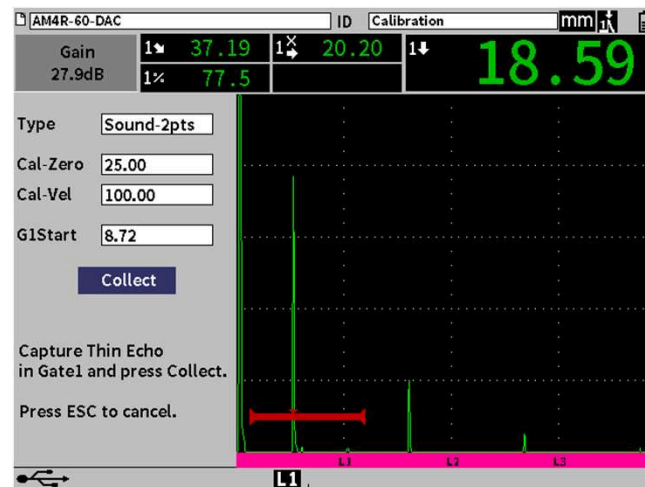 AM4R-60-DAC ID Calibration mm
Gain 1 37.19 1 20.20 1 18.59
27.9dB 1% 77.5
Type Sound-2pts
Cal-Zero 25.00
Cal-Vel 100.00
G1Start 8.72
Collect
Capture Thin Echo
in Gate1 and press Collect.
Press ESC to cancel.
L1 L2 L3
L1